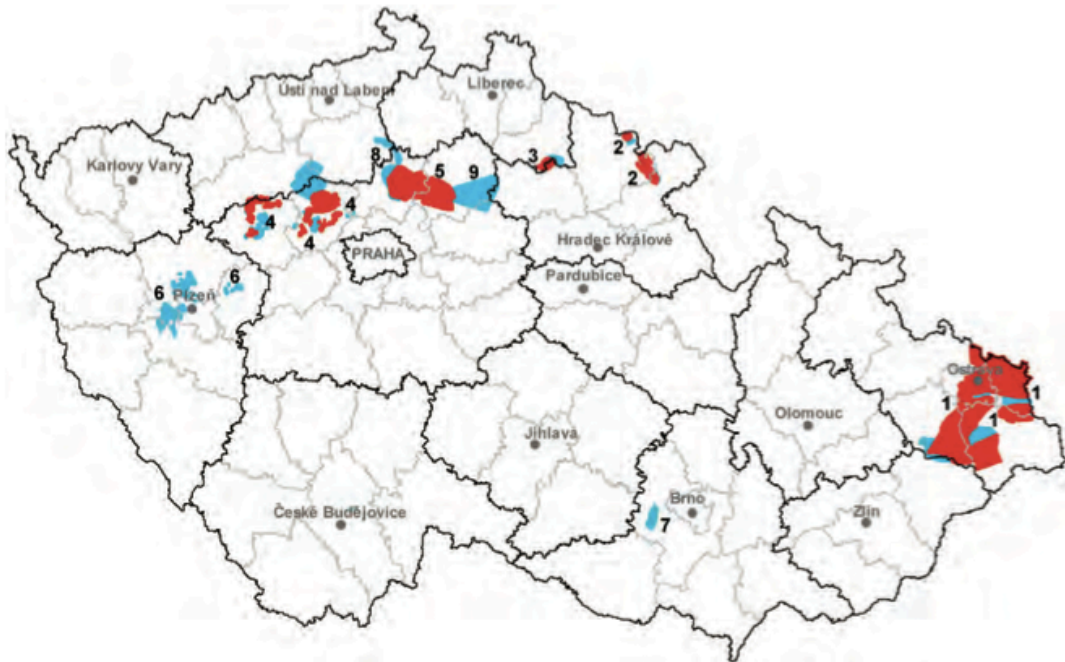 Liberec
Ústí nad Labem
8
3
2
Karlovy Vary
5
9
2
4
4
4
Hradec Králové
PRAHA
Pardubice
6
6
Plzeň
Ostrava
1
1
1
Olomouc
Jihlava
Brno
České Budějovice
Zlín
7